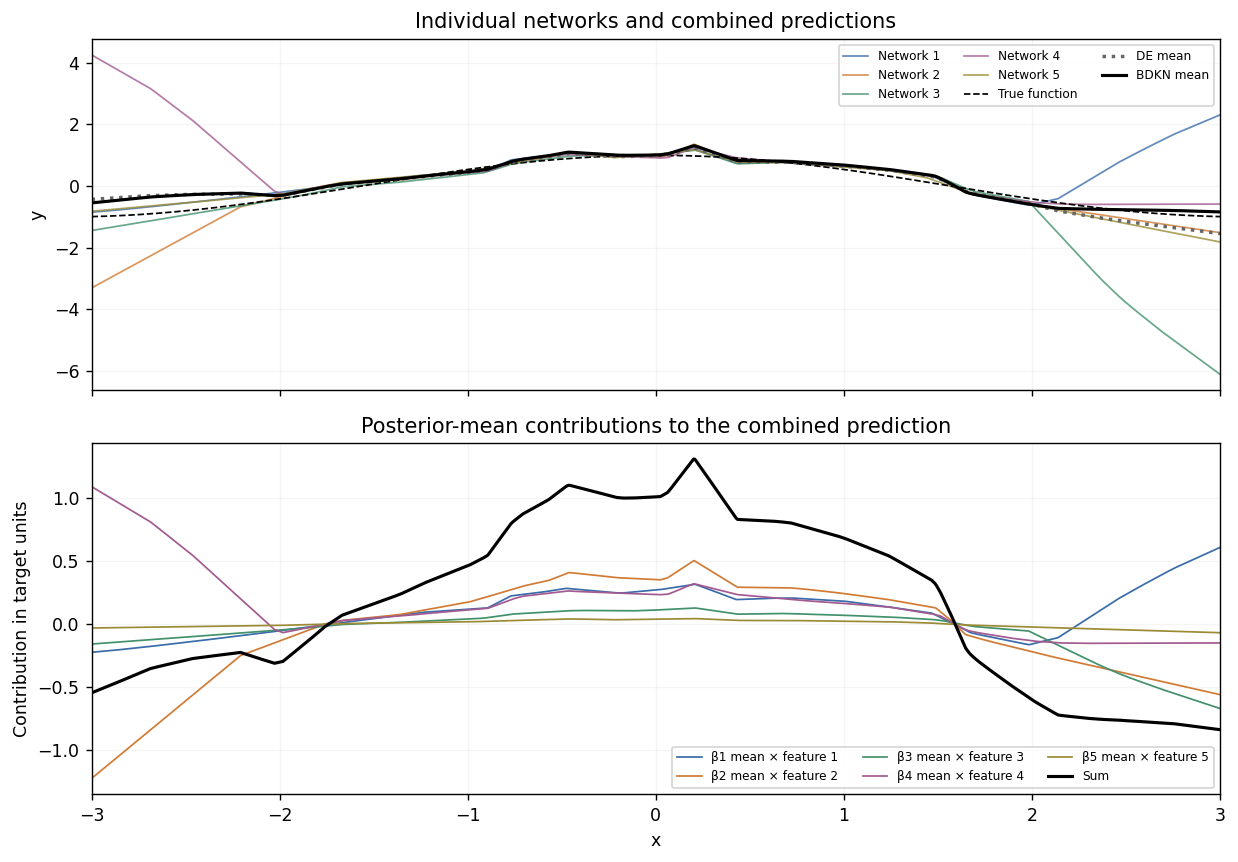 Individual networks and combined predictions
Network 1 Network 4 DE mean
Network 2 Network 5 BDKN mean
Network 3 True function
4
2
0
−2
−4
−6
y
Posterior-mean contributions to the combined prediction
1.0
0.5
0.0
−0.5
−1.0
Contribution in target units
β1 mean × feature 1 β3 mean × feature 3 β5 mean × feature 5
β2 mean × feature 2 β4 mean × feature 4 Sum
−3 −2 −1 0 1 2 3
x